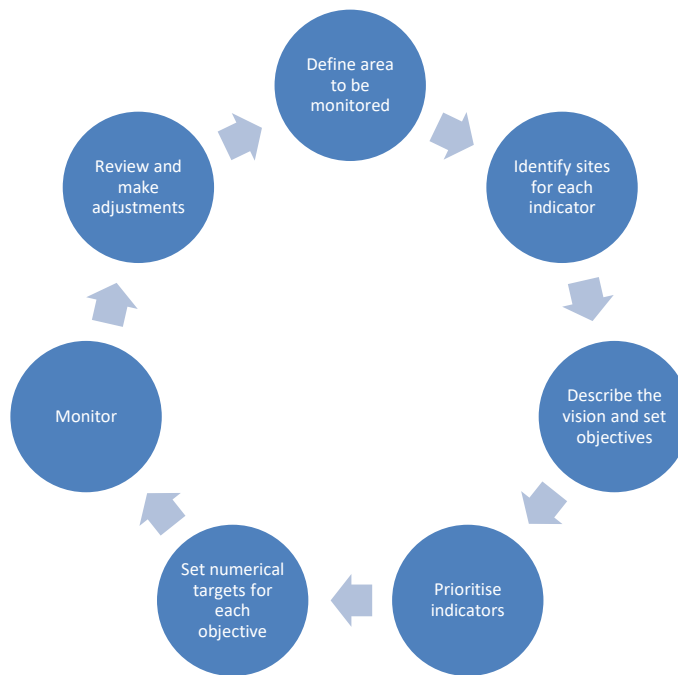 Define area
to be
monitored
Identify sites
for each
indicator
Describe the
vision and set
objectives
Prioritise
indicators
Set numerical
targets for
each
objective
Monitor
Review and
make
adjustments